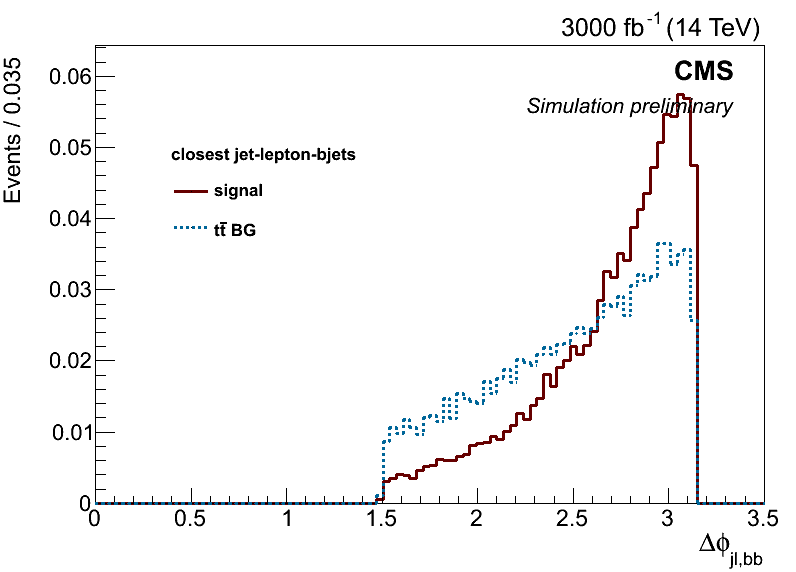 3000 fb⁻¹ (14 TeV)
CMS
Simulation preliminary
Events / 0.035
closest jet-lepton-bjets
signal
tt̄ BG
0.06
0.05
0.04
0.03
0.02
0.01
0
0 0.5 1 1.5 2 2.5 3 3.5
Δϕ jl,bb